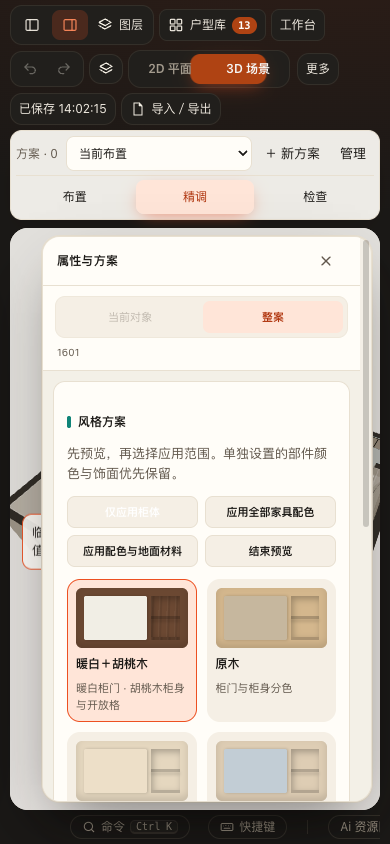 图层
户型库 13
工作台
2D 平面
3D 场景
更多
已保存 14:02:15
导入 / 导出
方案 · 0
当前布置
＋ 新方案
管理
布置
精调
检查
属性与方案
当前对象
整案
1601
风格方案
先预览，再选择应用范围。单独设置的部件颜
色与饰面优先保留。
仅应用柜体
应用全部家具配色
应用配色与地面材料
结束预览
暖白＋胡桃木
暖白柜门 · 胡桃木柜身
与开放格
原木
柜门与柜身分色
临
值
命令 Ctrl K
快捷键
Ai 资源